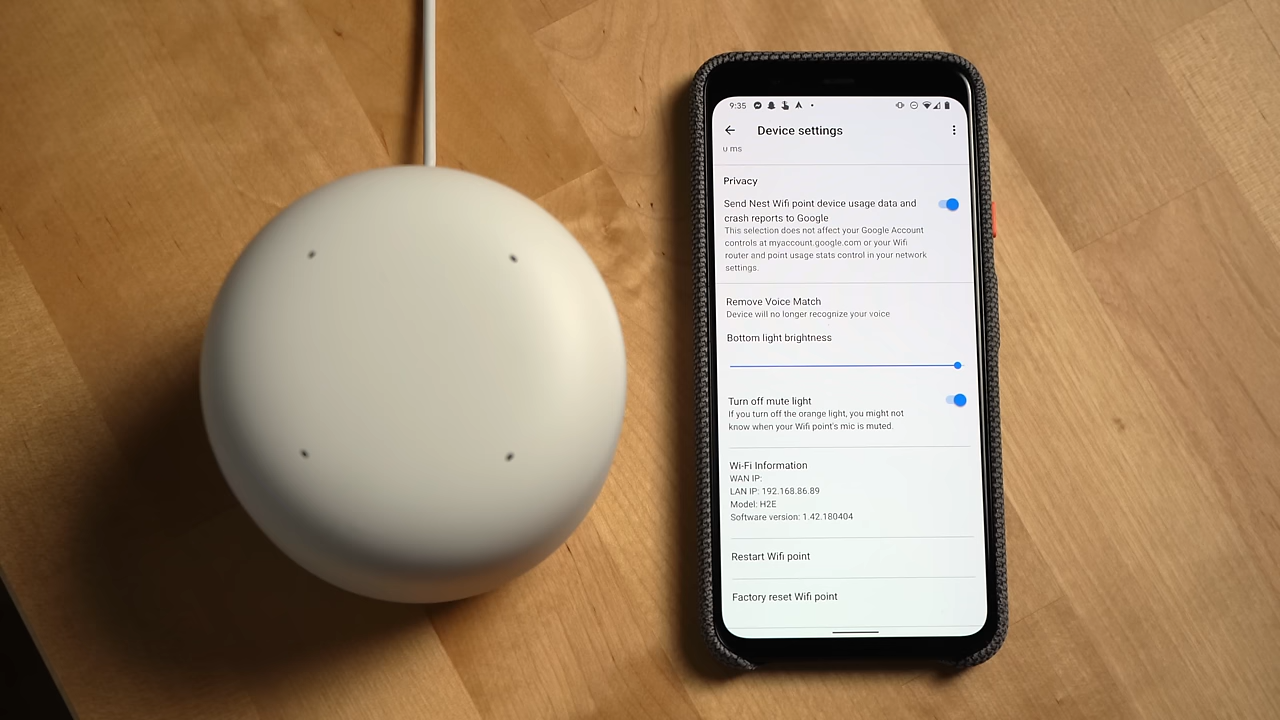 9:35
Device settings
0 ms
Privacy
Send Nest Wifi point device usage data and
crash reports to Google
This selection does not affect your Google Account
controls at myaccount.google.com or your Wifi
router and point usage stats control in your network
settings.
Remove Voice Match
Device will no longer recognize your voice
Bottom light brightness
Turn off mute light
If you turn off the orange light, you might not
know when your Wifi point's mic is muted.
Wi-Fi Information
WAN IP:
LAN IP: 192.168.86.89
Model: H2E
Software version: 1.42.180404
Restart Wifi point
Factory reset Wifi point